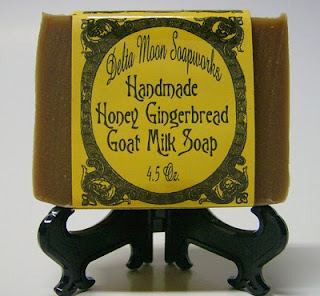 Delta Moon Soapworks
Handmade
Honey Gingerbread
Goat Milk Soap
4.5 Oz.